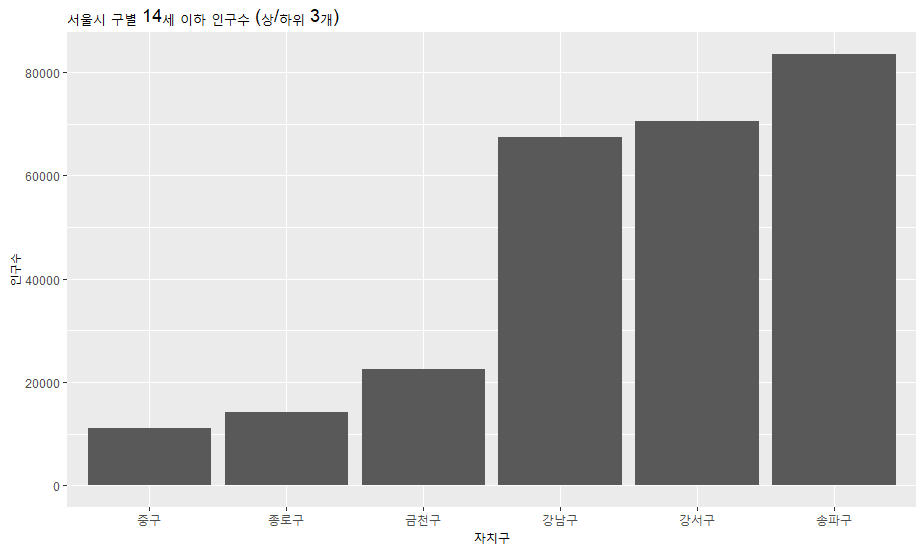 서울시 구별 14세 이하 인구수 (상/하위 3개)
인구수
80000
60000
40000
20000
0
중구 종로구 금천구 강남구 강서구 송파구
자치구